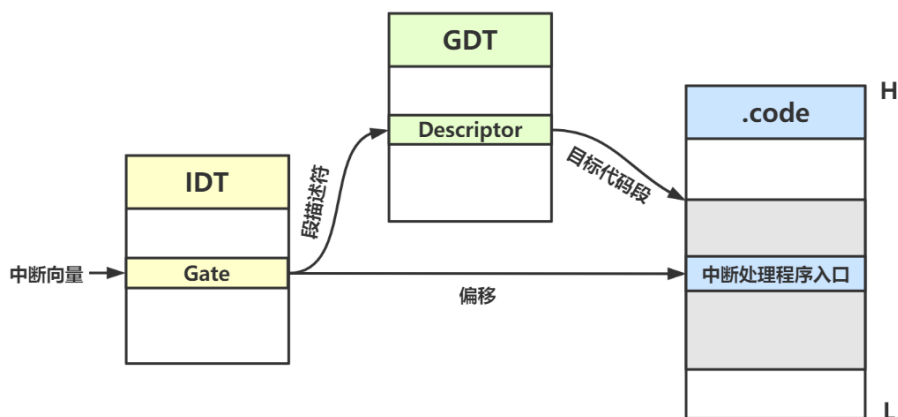 GDT
H
.code
Descriptor
目标代码段
IDT
段描述符
中断向量
Gate
中断处理程序入口
偏移
L